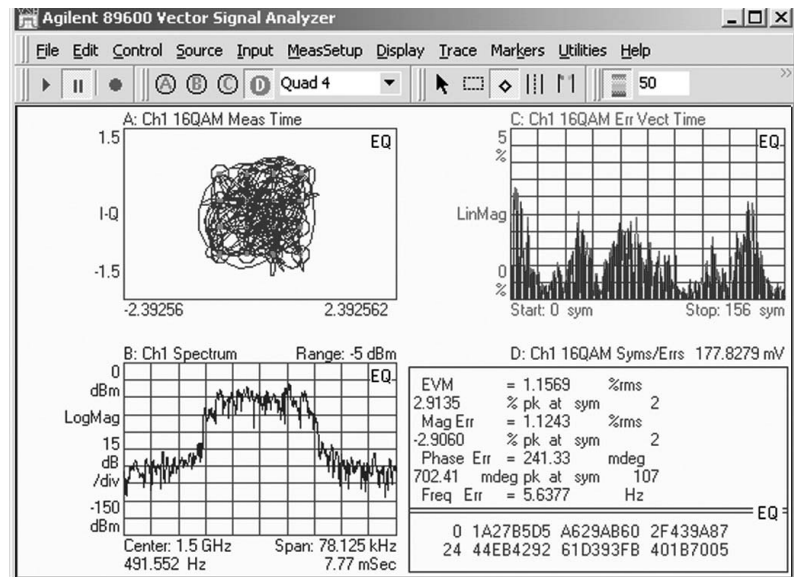 Agilent 89600 Vector Signal Analyzer
File Edit Control Source Input MeasSetup Display Trace Markers Utilities Help
A B C D Quad 4 50
A: Ch1 16QAM Meas Time
1.5
EQ
I-Q
-1.5
-2.39256 2.392562
C: Ch1 16QAM Err Vect Time
5
%
EQ
LinMag
0
%
Start: 0 sym Stop: 156 sym
B: Ch1 Spectrum Range: -5 dBm
0
EQ
dBm
LogMag
15
dB
/div
-150
dBm
Center: 1.5 GHz Span: 78.125 kHz
491.552 Hz 7.77 mSec
D: Ch1 16QAM Syms/Errs 177.8279 mV
EVM = 1.1569 %rms
2.9135 % pk at sym 2
Mag Err = 1.1243 %rms
-2.9060 % pk at sym 2
Phase Err = 241.33 mdeg
702.41 mdeg pk at sym 107
Freq Err = 5.6377 Hz
EQ
0 1A27B5D5 A629AB60 2F439A87
24 44EB4292 61D393FB 401B7005